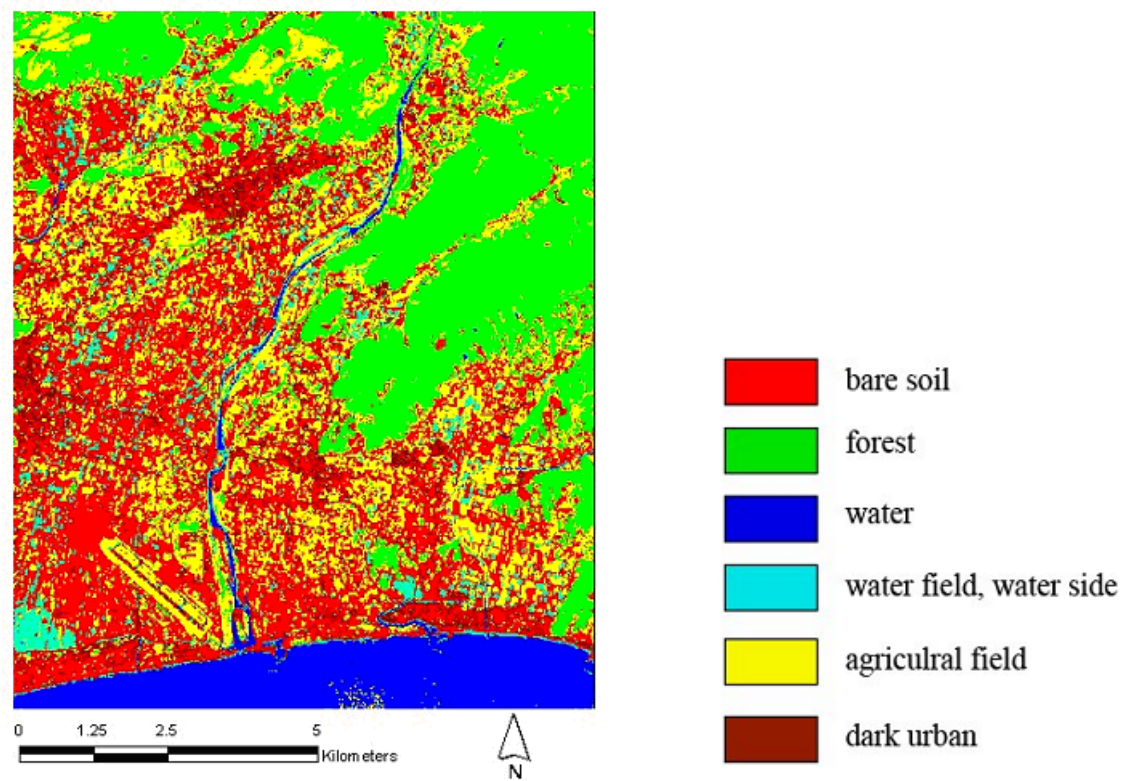 bare soil
forest
water
water field, water side
agriculral field
dark urban
0 1.25 2.5 5
Kilometers
N